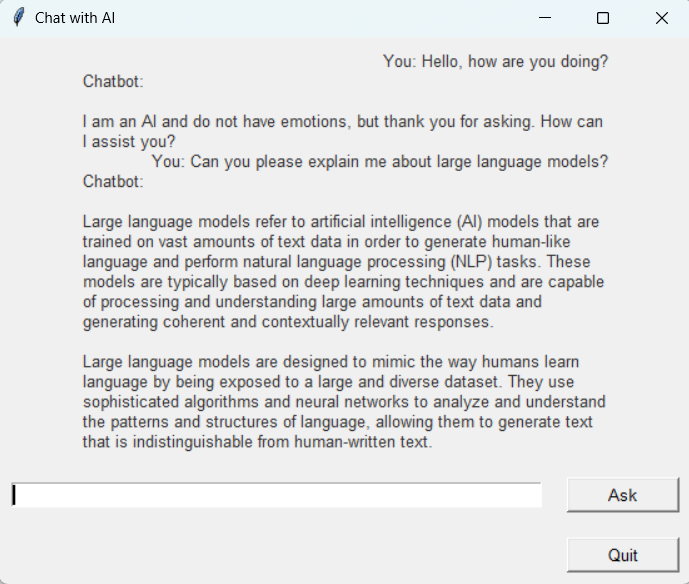 Chat with AI
You: Hello, how are you doing?
Chatbot:
I am an AI and do not have emotions, but thank you for asking. How can
I assist you?
You: Can you please explain me about large language models?
Chatbot:
Large language models refer to artificial intelligence (AI) models that are
trained on vast amounts of text data in order to generate human-like
language and perform natural language processing (NLP) tasks. These
models are typically based on deep learning techniques and are capable
of processing and understanding large amounts of text data and
generating coherent and contextually relevant responses.
Large language models are designed to mimic the way humans learn
language by being exposed to a large and diverse dataset. They use
sophisticated algorithms and neural networks to analyze and understand
the patterns and structures of language, allowing them to generate text
that is indistinguishable from human-written text.
Ask
Quit